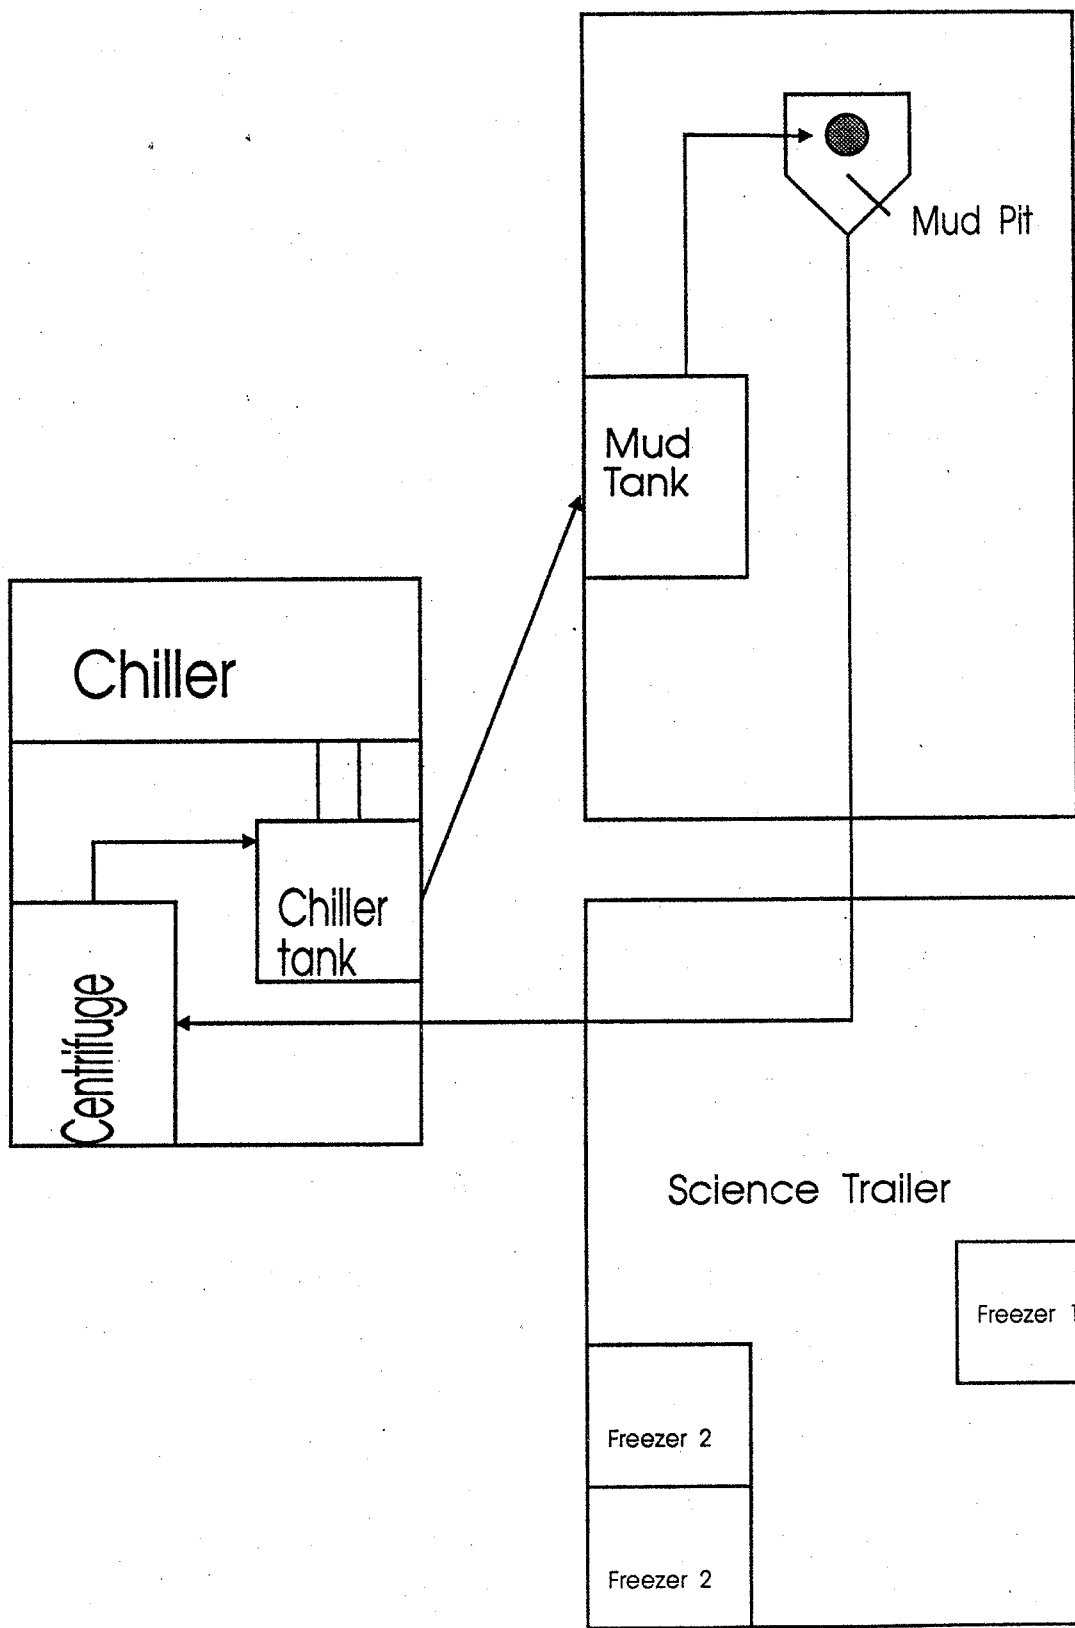 Mud Pit
Mud
Tank
Chiller
Chiller
tank
Centrifuge
Science Trailer
Freezer 1
Freezer 2
Freezer 2